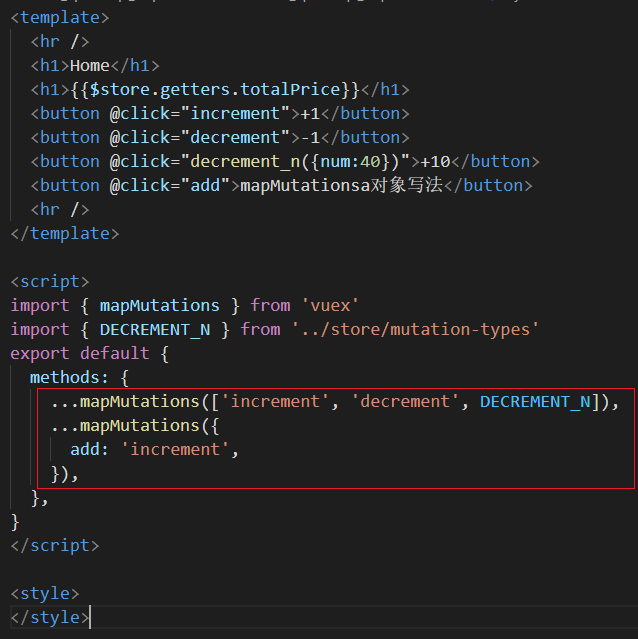 <template>
<hr />
<h1>Home</h1>
<h1>{{$store.getters.totalPrice}}</h1>
<button @click="increment">+1</button>
<button @click="decrement">-1</button>
<button @click="decrement_n({num:40})">+10</button>
<button @click="add">mapMutationsa对象写法</button>
<hr />
</template>
<script>
import { mapMutations } from 'vuex'
import { DECREMENT_N } from '../store/mutation-types'
export default {
methods: {
...mapMutations(['increment', 'decrement', DECREMENT_N]),
...mapMutations({
add: 'increment',
}),
},
}
</script>
<style>
</style>